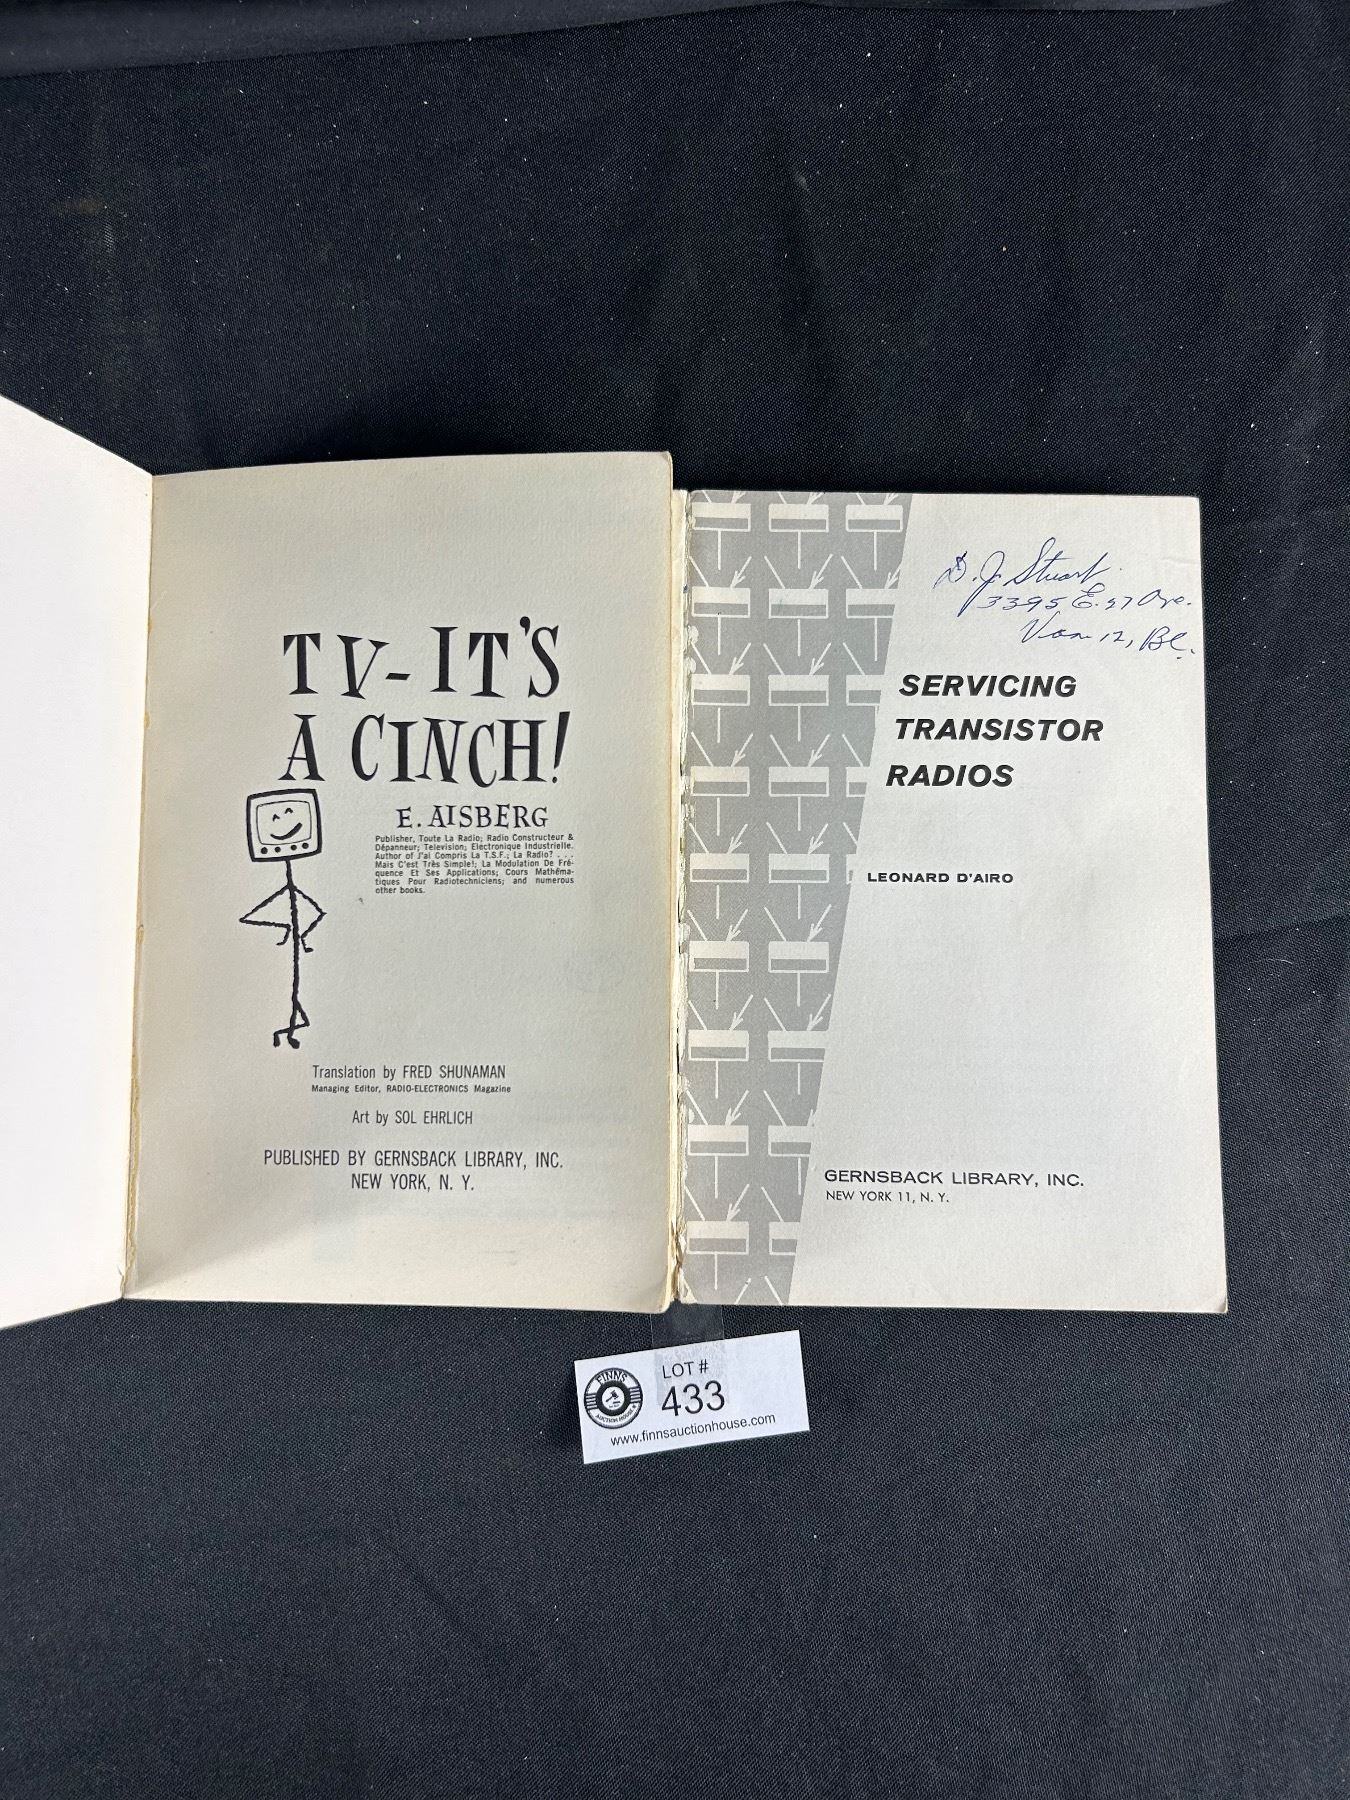 TV-IT'S
A CINCH!
E. AISBERG
Publisher, Toute La Radio; Radio Constructeur &
Dépanneur; Television; Electronique Industrielle.
Author of J'ai Compris La T.S.F.; La Radio? . . .
Mais C'est Très Simple!; La Modulation De Fré-
quence Et Ses Applications; Cours Mathéma-
tiques Pour Radiotechniciens; and numerous
other books.
Translation by FRED SHUNAMAN
Managing Editor, RADIO-ELECTRONICS Magazine
Art by SOL EHRLICH
PUBLISHED BY GERNSBACK LIBRARY, INC.
NEW YORK, N. Y.
D. J. Stuart.
3395 E. 27 Ave.
Van 12, BC.
SERVICING
TRANSISTOR
RADIOS
LEONARD D'AIRO
GERNSBACK LIBRARY, INC.
NEW YORK 11, N. Y.
FINNS
AUCTION HOUSE
LOT #
433
www.finnsauctionhouse.com